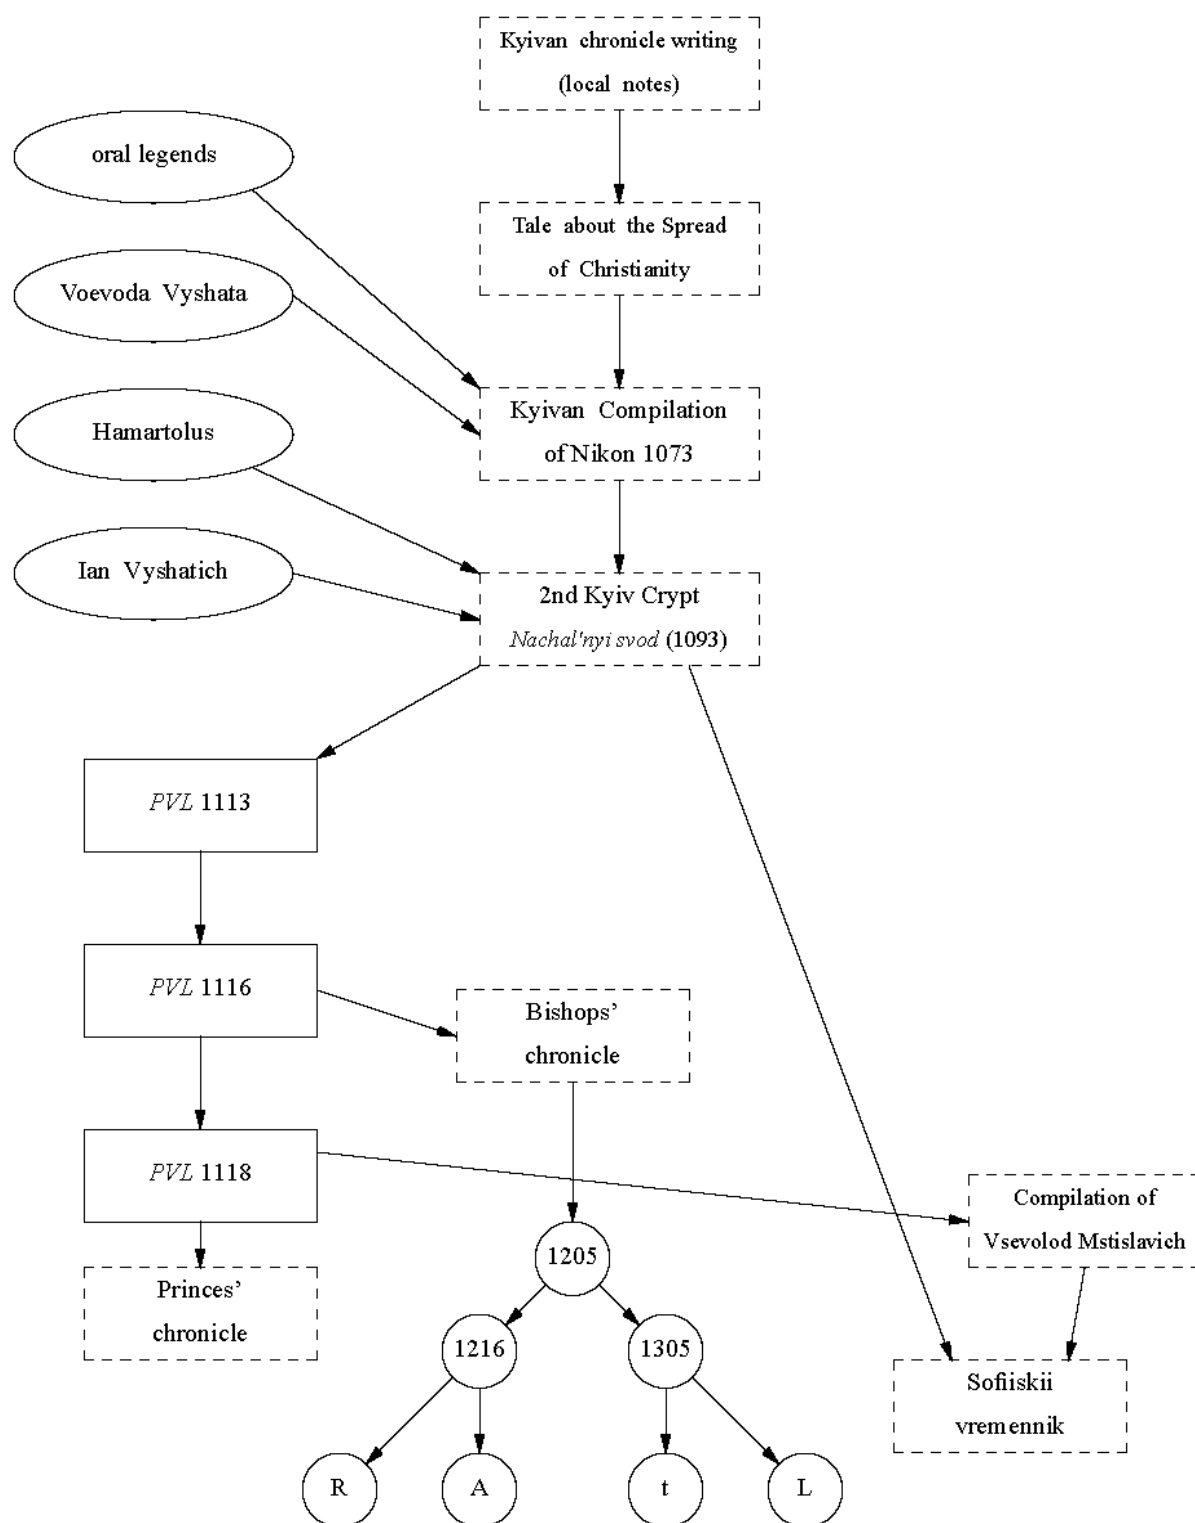 Kyivan chronicle writing
(local notes)
oral legends
Tale about the Spread
of Christianity
Voevoda Vyshata
Kyivan Compilation
of Nikon 1073
Hamartolus
Ian Vyshatich
2nd Kyiv Crypt
Nachal'nyi svod (1093)
PVL 1113
PVL 1116
Bishops’
chronicle
PVL 1118
Compilation of
Vsevolod Mstislavich
1205
Princes’
chronicle
1216
1305
Sofiiskii
vremennik
R
A
t
L